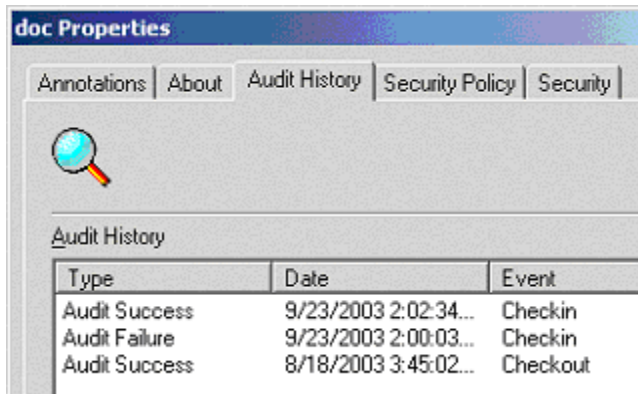 doc Properties
Annotations About Audit History Security Policy Security
Audit History
Type Date Event
Audit Success 9/23/2003 2:02:34... Checkin
Audit Failure 9/23/2003 2:00:03... Checkin
Audit Success 8/18/2003 3:45:02... Checkout